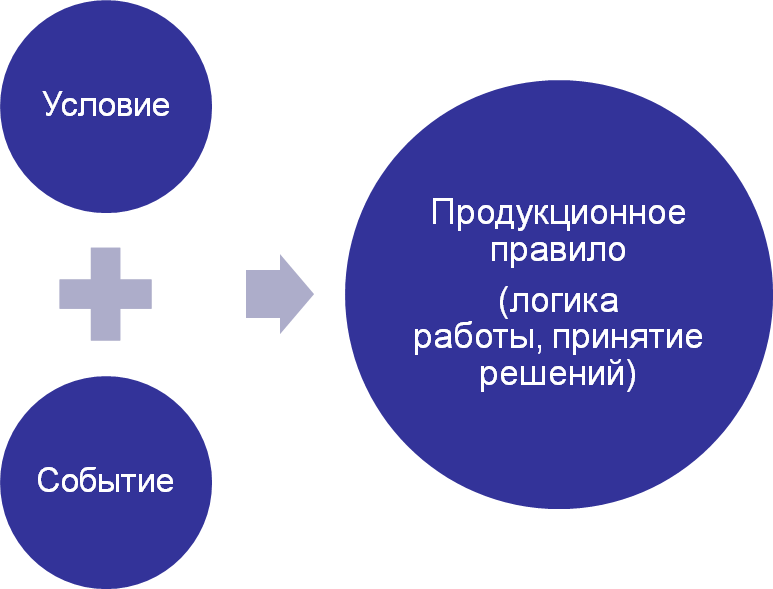 Условие
Событие
Продукционное
правило
(логика
работы, принятие
решений)